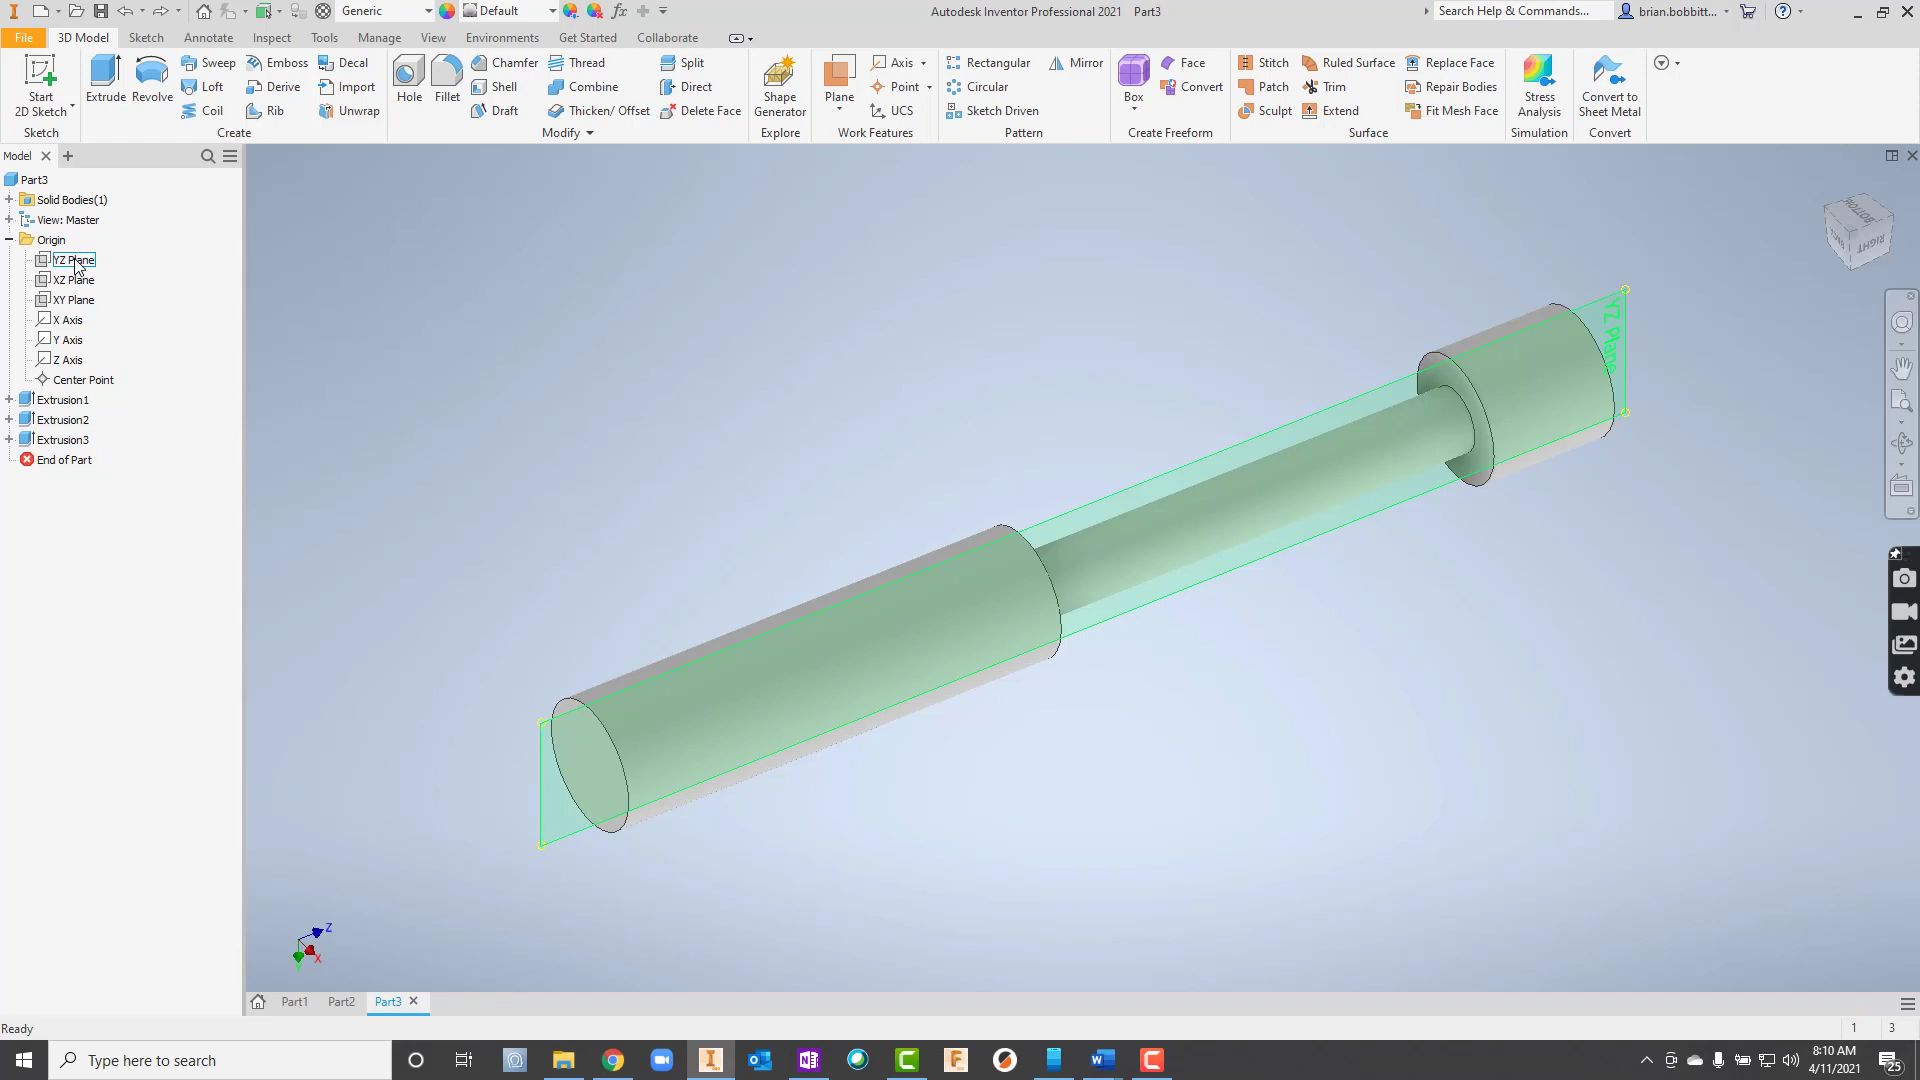 Generic
Default
Autodesk Inventor Professional 2021 Part3
Search Help & Commands...
brian.bobbitt...
File 3D Model Sketch Annotate Inspect Tools Manage View Environments Get Started Collaborate
Start
2D Sketch
Sketch
Extrude
Revolve
Sweep
Loft
Coil
Emboss
Derive
Rib
Decal
Import
Unwrap
Create
Hole
Fillet
Chamfer
Shell
Draft
Thread
Combine
Thicken/ Offset
Split
Direct
Delete Face
Modify
Shape
Generator
Explore
Plane
Axis
Point
UCS
Work Features
Rectangular
Circular
Sketch Driven
Mirror
Pattern
Box
Face
Convert
Create Freeform
Stitch
Patch
Sculpt
Ruled Surface
Trim
Extend
Replace Face
Repair Bodies
Fit Mesh Face
Surface
Stress
Analysis
Simulation
Convert to
Sheet Metal
Convert
Model
Part3
Solid Bodies(1)
View: Master
Origin
YZ Plane
XZ Plane
XY Plane
X Axis
Y Axis
Z Axis
Center Point
Extrusion1
Extrusion2
Extrusion3
End of Part
BOTTOM
RIGHT
BACK
YZ Plane
Z
X
Y
Part1 Part2 Part3
Ready
1 3
Type here to search
8:10 AM
4/11/2021
25